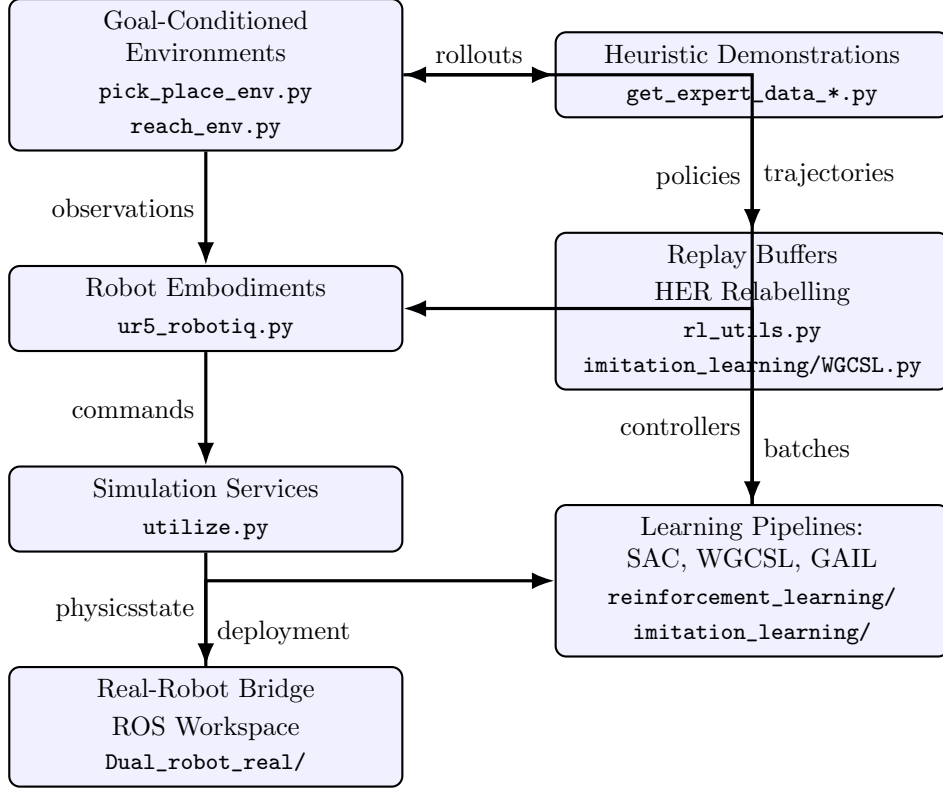 Goal-Conditioned
Environments
pick_place_env.py
reach_env.py
rollouts
Heuristic Demonstrations
get_expert_data_*.py
observations
policies
trajectories
Robot Embodiments
ur5_robotiq.py
Replay Buffers
HER Relabelling
rl_utils.py
imitation_learning/WGCSL.py
commands
controllers
batches
Simulation Services
utilize.py
Learning Pipelines:
SAC, WGCSL, GAIL
reinforcement_learning/
imitation_learning/
physicsstate
deployment
Real-Robot Bridge
ROS Workspace
Dual_robot_real/